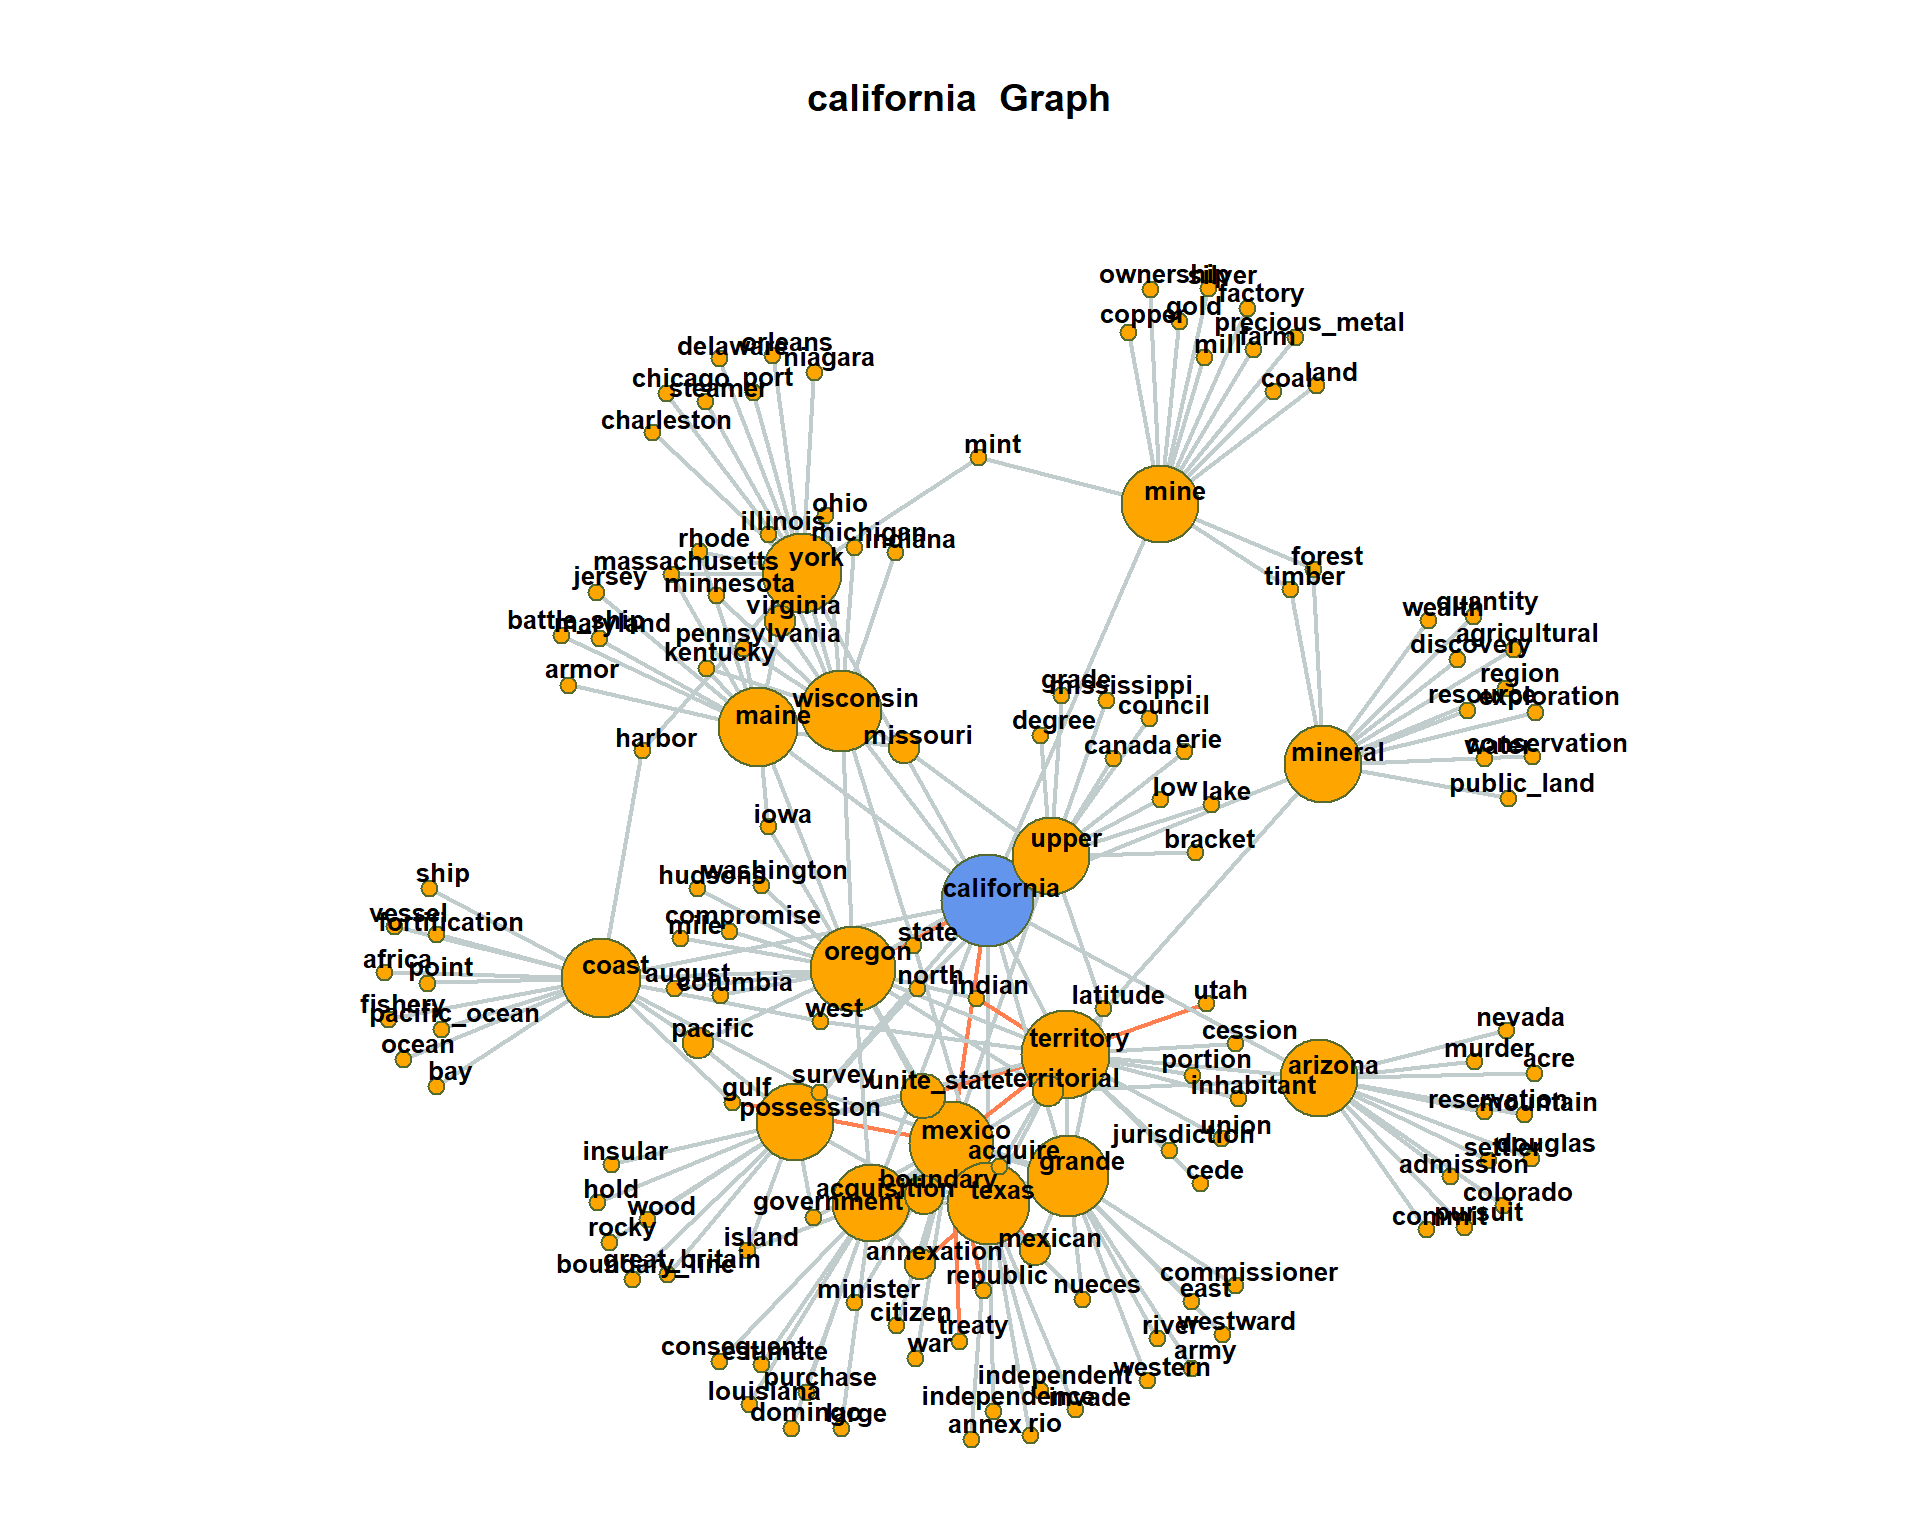 california  Graph
ownership
silver
factory
copper
gold
precious_metal
mill
farm
coal
land
delaware
orleans
niagara
chicago
steamer
port
charleston
mint
mine
ohio
illinois
michigan
indiana
rhode
york
massachusetts
jersey
minnesota
forest
timber
virginia
battle_ship
maryland
pennsylvania
kentucky
armor
wealth
quantity
agricultural
discovery
region
resource
exploration
grade
mississippi
council
degree
canada
erie
wisconsin
maine
missouri
harbor
mineral
water
conservation
public_land
low
lake
iowa
upper
bracket
ship
hudsons
washington
california
vessel
fortification
compromise
mile
state
africa
point
coast
august
columbia
oregon
north
indian
latitude
utah
fishery
pacific_ocean
west
pacific
ocean
bay
territory
cession
nevada
portion
murder
acre
arizona
inhabitant
gulf
survey
unite_state
territorial
possession
reservation
mountain
mexico
jurisdiction
union
settler
douglas
insular
acquire
grande
cede
admission
hold
wood
acquisition
boundary
texas
colorado
government
commit
pursuit
rocky
island
annexation
mexican
great_britain
boundary_line
minister
republic
nueces
commissioner
east
citizen
treaty
river
westward
war
army
consequent
estimate
western
purchase
independent
louisiana
independence
invade
domingo
large
annex
rio